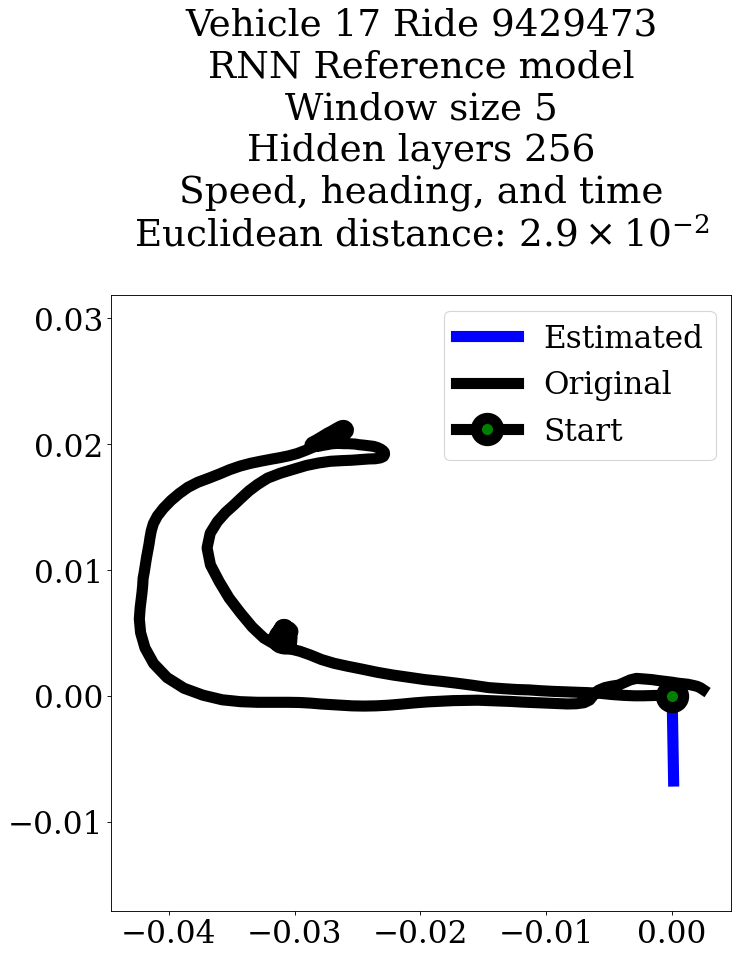 Vehicle 17 Ride 9429473
RNN Reference model
Window size 5
Hidden layers 256
Speed, heading, and time
Euclidean distance: 2.9 × 10⁻²
Estimated
Original
Start
0.03
0.02
0.01
0.00
−0.01
−0.04 −0.03 −0.02 −0.01 0.00